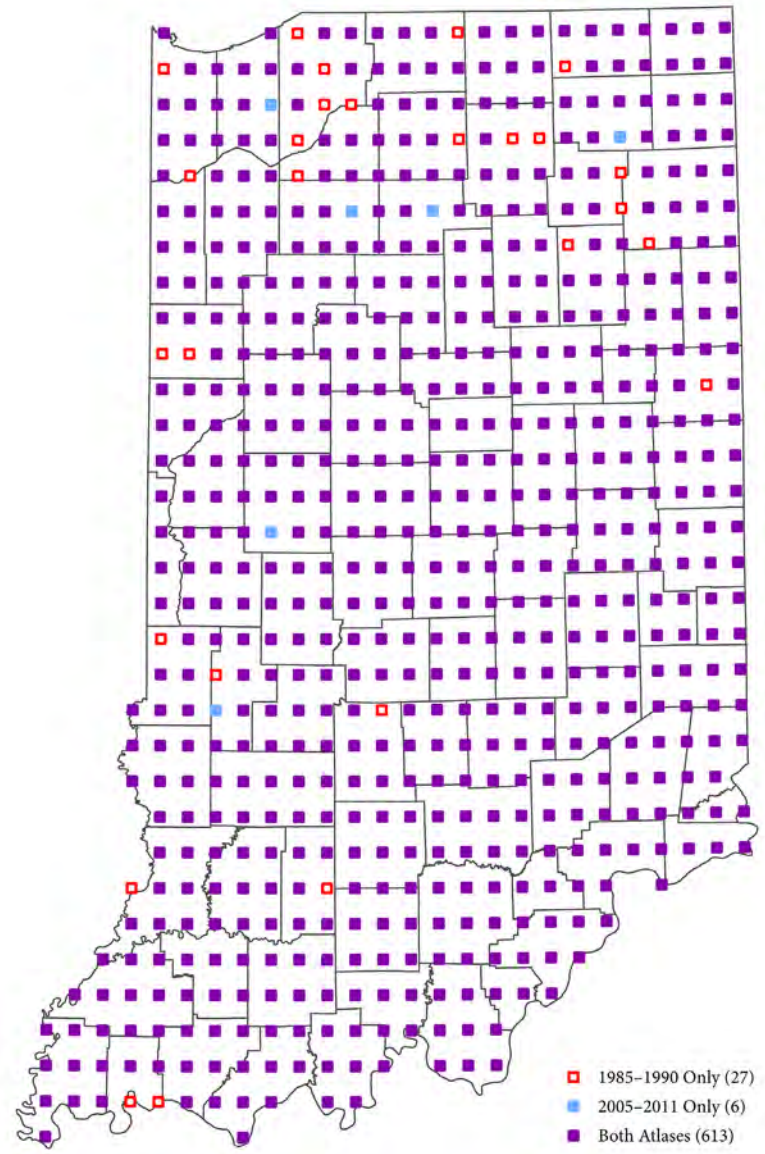 1985–1990 Only (27)
2005–2011 Only (6)
Both Atlases (613)